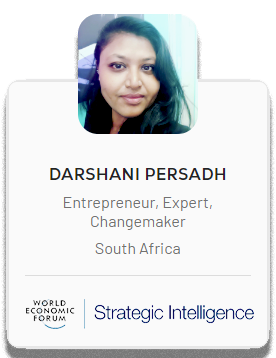 DARSHANI PERSADH
Entrepreneur, Expert,
Changemaker
South Africa
WORLD
ECONOMIC
FORUM
Strategic Intelligence